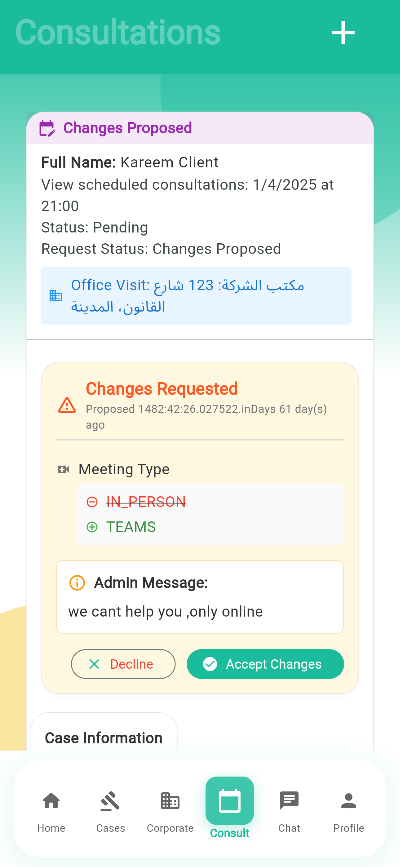 Consultations
Changes Proposed
Full Name: Kareem Client
View scheduled consultations: 1/4/2025 at
21:00
Status: Pending
Request Status: Changes Proposed
Office Visit: مكتب الشركة: 123 شارع
القانون، المدينة
Changes Requested
Proposed 1482:42:26.027522.inDays 61 day(s)
ago
Meeting Type
IN_PERSON
TEAMS
Admin Message:
we cant help you ,only online
Decline
Accept Changes
Case Information
Home
Cases
Corporate
Consult
Chat
Profile